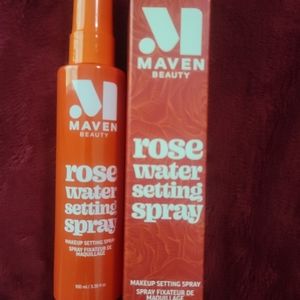 M
MAVEN
BEAUTY
rose
water
setting
spray
MAKEUP SETTING SPRAY
SPRAY FIXATEUR DE
MAQUILLAGE
M
MAVEN
BEAUTY
rose
water
setting
spray
MAKEUP SETTING SPRAY
SPRAY FIXATEUR DE
MAQUILLAGE